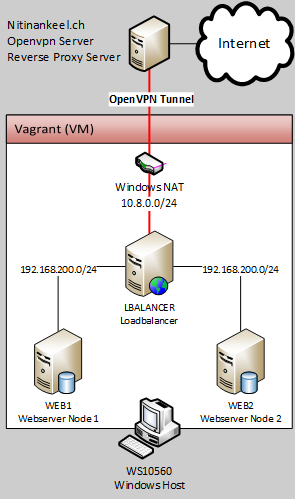 Nitinankeel.ch
Openvpn Server
Reverse Proxy Server
Internet
OpenVPN Tunnel
Vagrant (VM)
Windows NAT
10.8.0.0/24
192.168.200.0/24
192.168.200.0/24
LBALANCER
Loadbalancer
WEB1
Webserver Node 1
WEB2
Webserver Node 2
WS10560
Windows Host